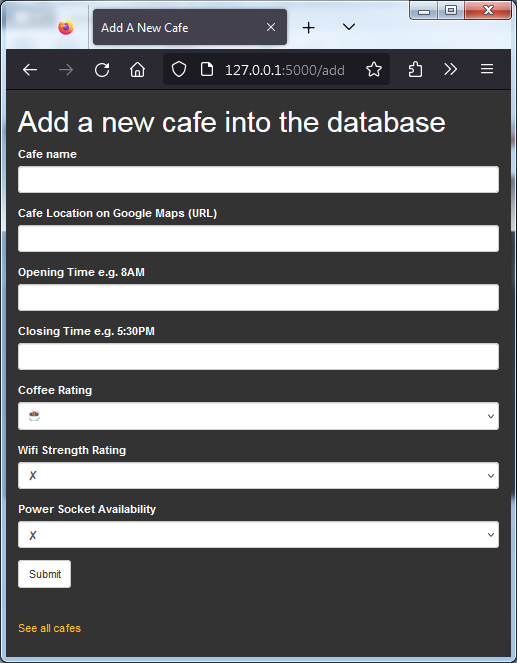 Add A New Cafe
127.0.0.1:5000/add
Add a new cafe into the database
Cafe name
Cafe Location on Google Maps (URL)
Opening Time e.g. 8AM
Closing Time e.g. 5:30PM
Coffee Rating
☕
Wifi Strength Rating
✗
Power Socket Availability
✗
Submit
See all cafes